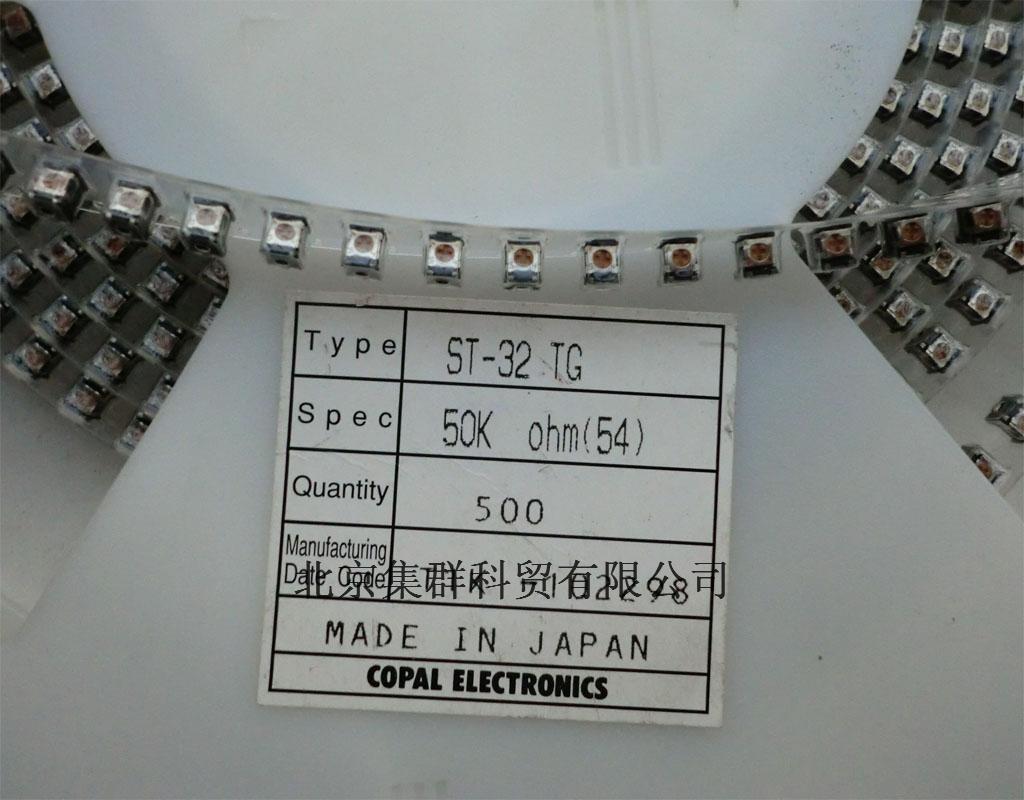 Type ST-32 TG
Spec 50K ohm(54)
Quantity 500
Manufacturing
Date Code
北京集群科贸有限公司
MADE IN JAPAN
COPAL ELECTRONICS